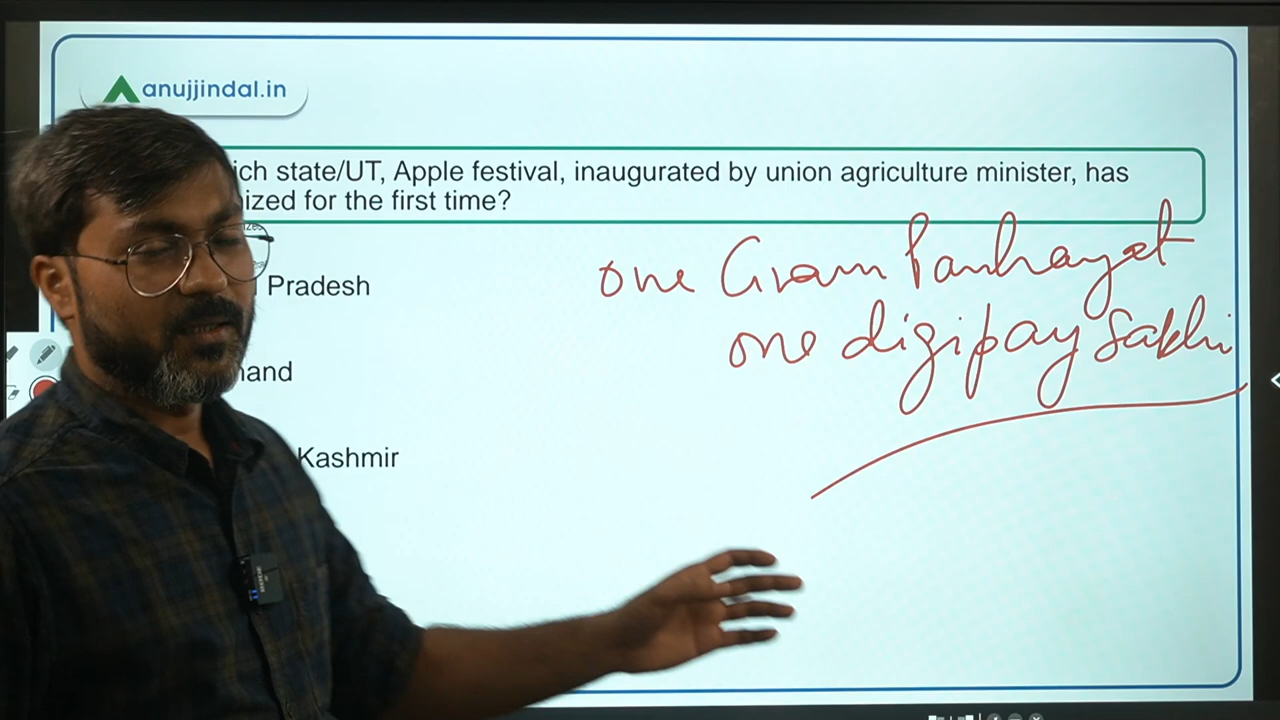 anujjindal.in
ich state/UT, Apple festival, inaugurated by union agriculture minister, has
ized for the first time?
Pradesh
hand
Kashmir
one Gram Panhayat
one digipay Sakhi